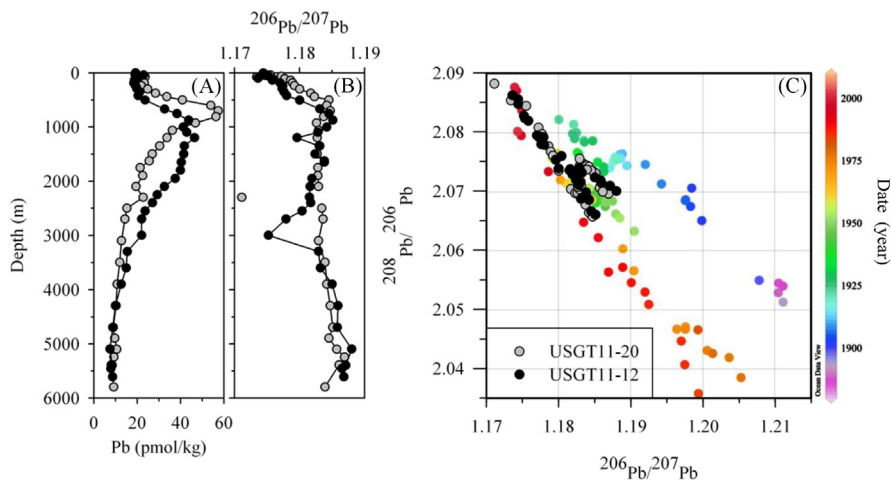 206Pb/207Pb
1.17 1.18 1.19
(A) (B) (C)
0
1000
2000
3000
4000
5000
6000
Depth (m)
0 20 40 60
Pb (pmol/kg)
208Pb/206Pb
2.09
2.08
2.07
2.06
2.05
2.04
USGT11-20
USGT11-12
1.17 1.18 1.19 1.20 1.21
206Pb/207Pb
Ocean Data View
2000
1975
1950
1925
1900
Date (year)